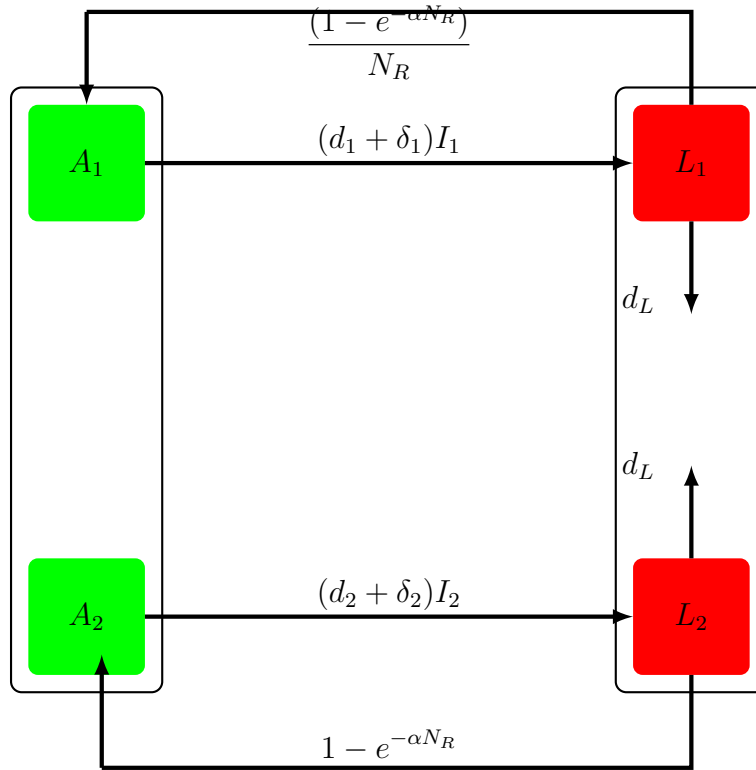 (1 − e^{−αN_R})
N_R
A_1
(d_1 + δ_1)I_1
L_1
d_L
d_L
A_2
(d_2 + δ_2)I_2
L_2
1 − e^{−αN_R}